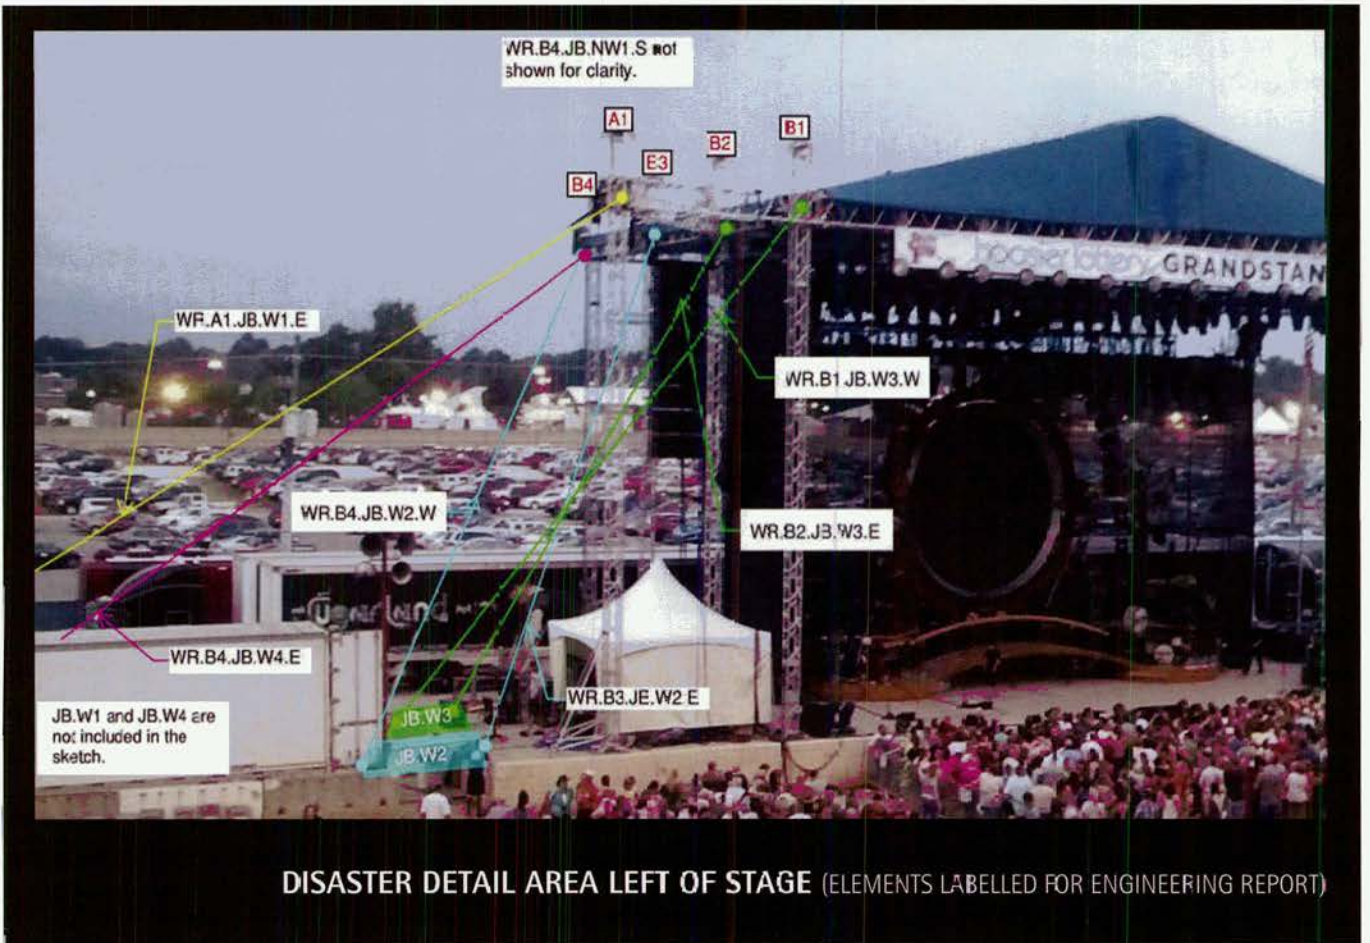 WR.B4.JB.NW1.S not
shown for clarity.
A1
B1
B2
E3
B4
WR.A1.JB.W1.E
hoosier lottery GRANDSTAN
WR.B1.JB.W3.W
WR.B4.JB.W2.W
WR.B2.JB.W3.E
WR.B4.JB.W4.E
WR.B3.JE.W2 E
JB.W1 and JB.W4 are
not included in the
sketch.
JB.W3
JB.W2
DISASTER DETAIL AREA LEFT OF STAGE (ELEMENTS LABELLED FOR ENGINEERING REPORT)